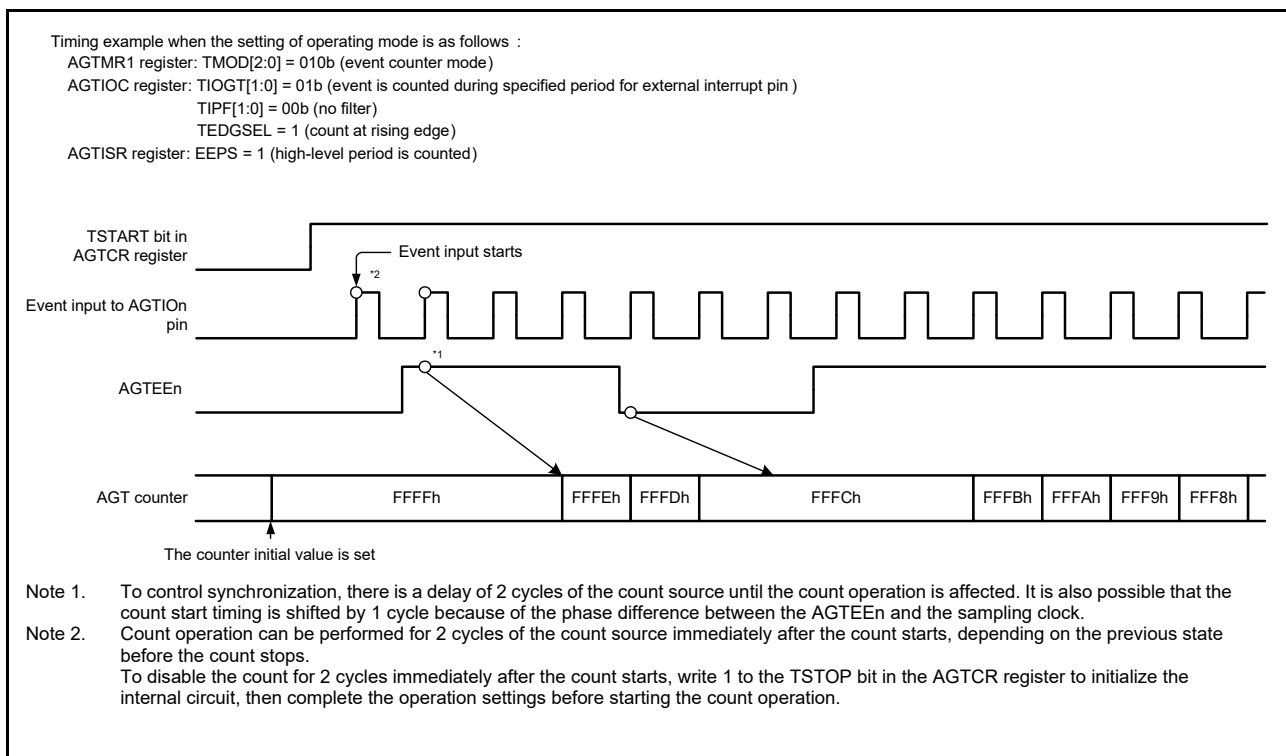 Timing example when the setting of operating mode is as follows :
AGTMR1 register: TMOD[2:0] = 010b (event counter mode)
AGTIOC register: TIOGT[1:0] = 01b (event is counted during specified period for external interrupt pin )
TIPF[1:0] = 00b (no filter)
TEDGSEL = 1 (count at rising edge)
AGTISR register: EEPS = 1 (high-level period is counted)
TSTART bit in
AGTCR register
Event input starts
*2
Event input to AGTIOn
pin
*1
AGTEEn
AGT counter
FFFFh
FFFEh
FFFDh
FFFCh
FFFBh
FFFAh
FFF9h
FFF8h
The counter initial value is set
Note 1. To control synchronization, there is a delay of 2 cycles of the count source until the count operation is affected. It is also possible that the
count start timing is shifted by 1 cycle because of the phase difference between the AGTEEn and the sampling clock.
Note 2. Count operation can be performed for 2 cycles of the count source immediately after the count starts, depending on the previous state
before the count stops.
To disable the count for 2 cycles immediately after the count starts, write 1 to the TSTOP bit in the AGTCR register to initialize the
internal circuit, then complete the operation settings before starting the count operation.